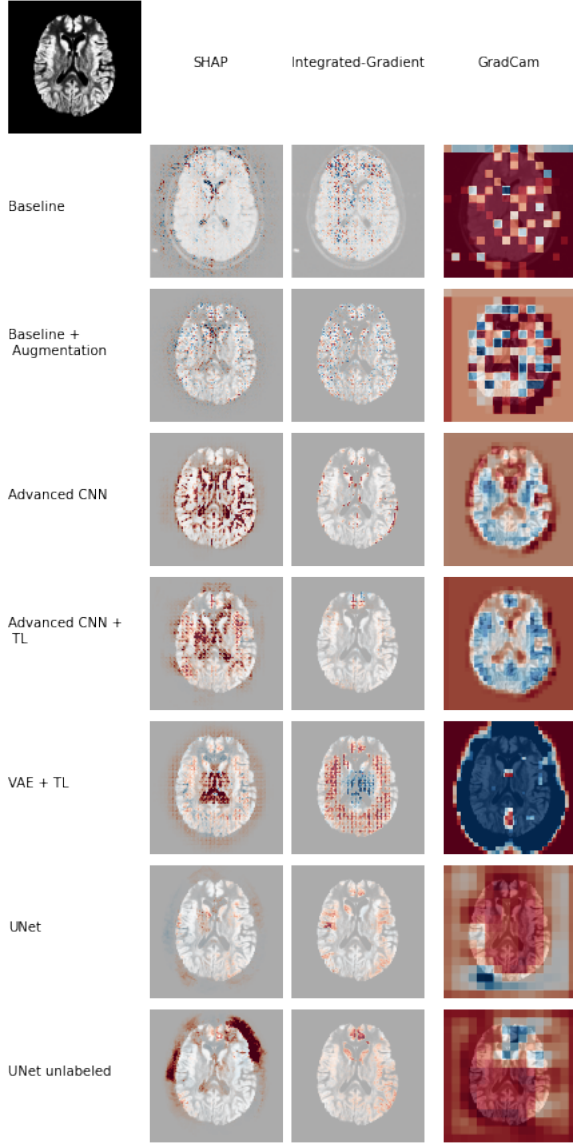 SHAP
Integrated-Gradient
GradCam
Baseline
Baseline +
Augmentation
Advanced CNN
Advanced CNN +
TL
VAE + TL
UNet
UNet unlabeled